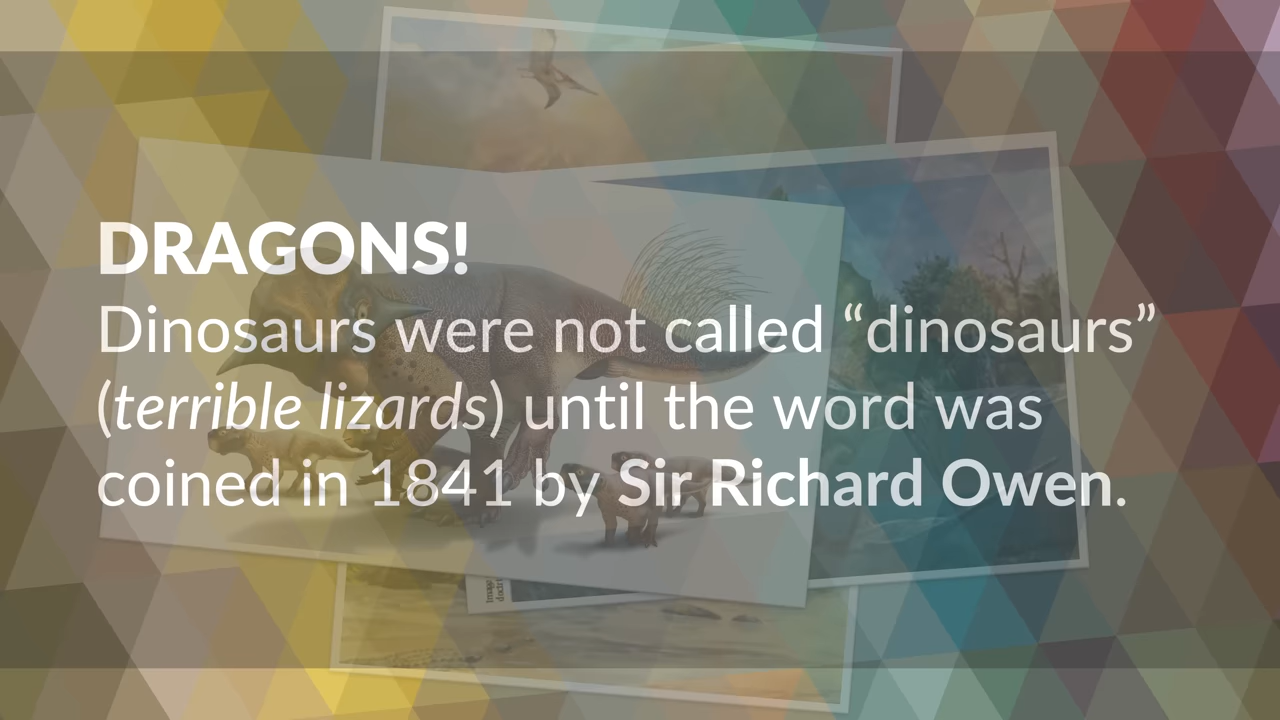 DRAGONS!
Dinosaurs were not called “dinosaurs”
(terrible lizards) until the word was
coined in 1841 by Sir Richard Owen.